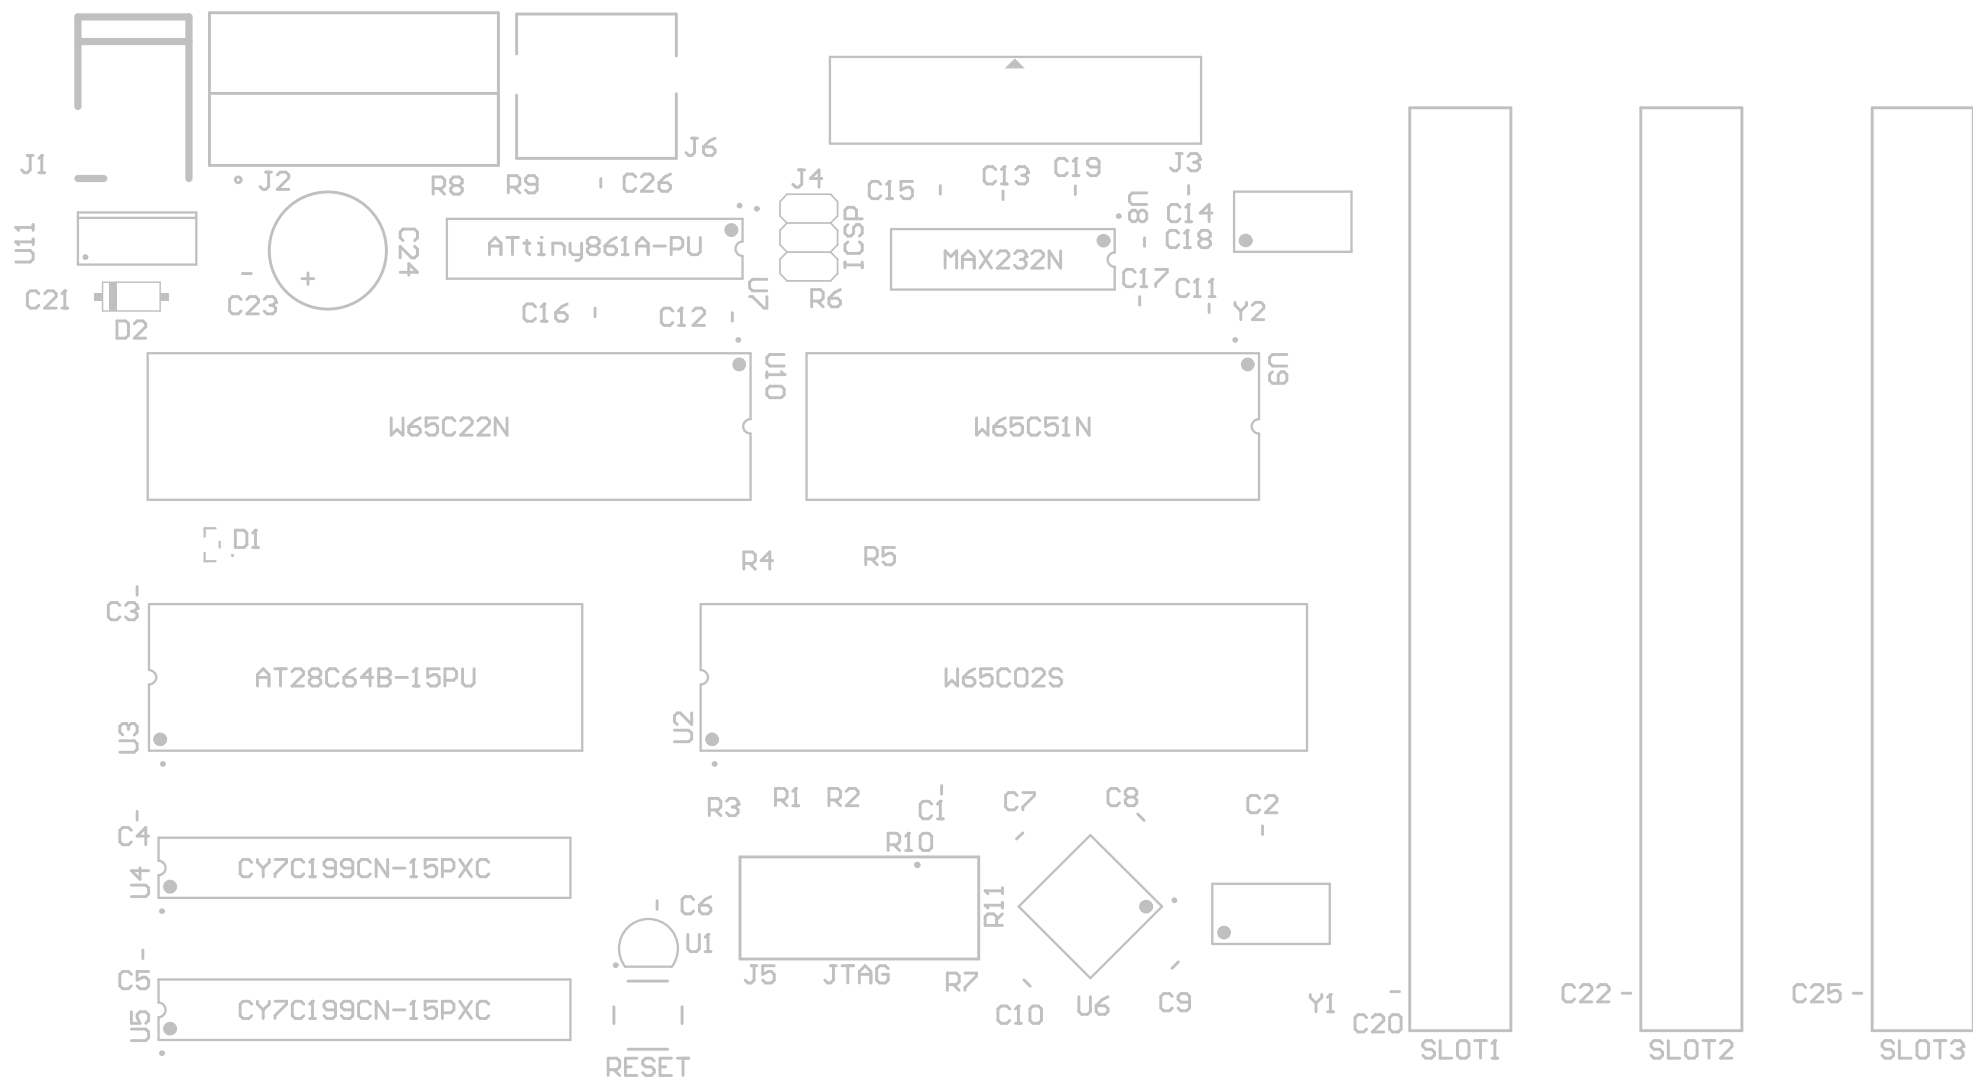 J1
J2
R8
R9
C26
J6
J4
C15
C13
C19
J3
U8
C14
C18
U11
C24
ATtiny861A-PU
ICSP
MAX232N
C17
C11
C21
C23
D2
C16
C12
U7
R6
Y2
U10
U9
W65C22N
W65C51N
D1
R4
R5
C3
AT28C64B-15PU
W65C02S
U3
U2
R3
R1
R2
C1
C7
C8
C2
C4
R10
U4
CY7C199CN-15PXC
C6
U1
R11
C5
J5
JTAG
R7
U5
CY7C199CN-15PXC
C10
U6
C9
Y1
C20
C22
C25
RESET
SLOT1
SLOT2
SLOT3